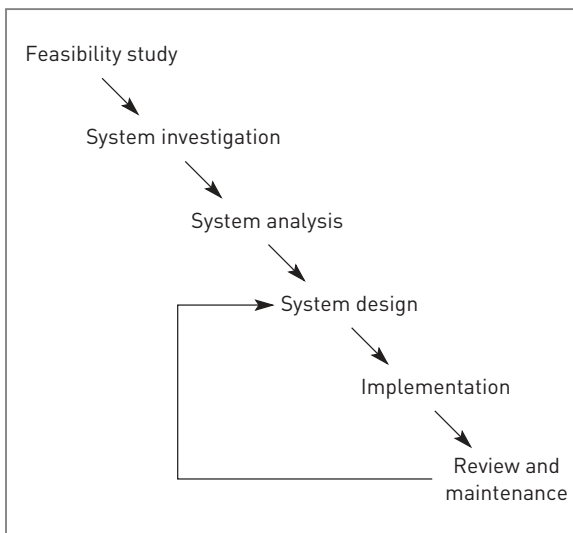 Feasibility study
System investigation
System analysis
System design
Implementation
Review and
maintenance